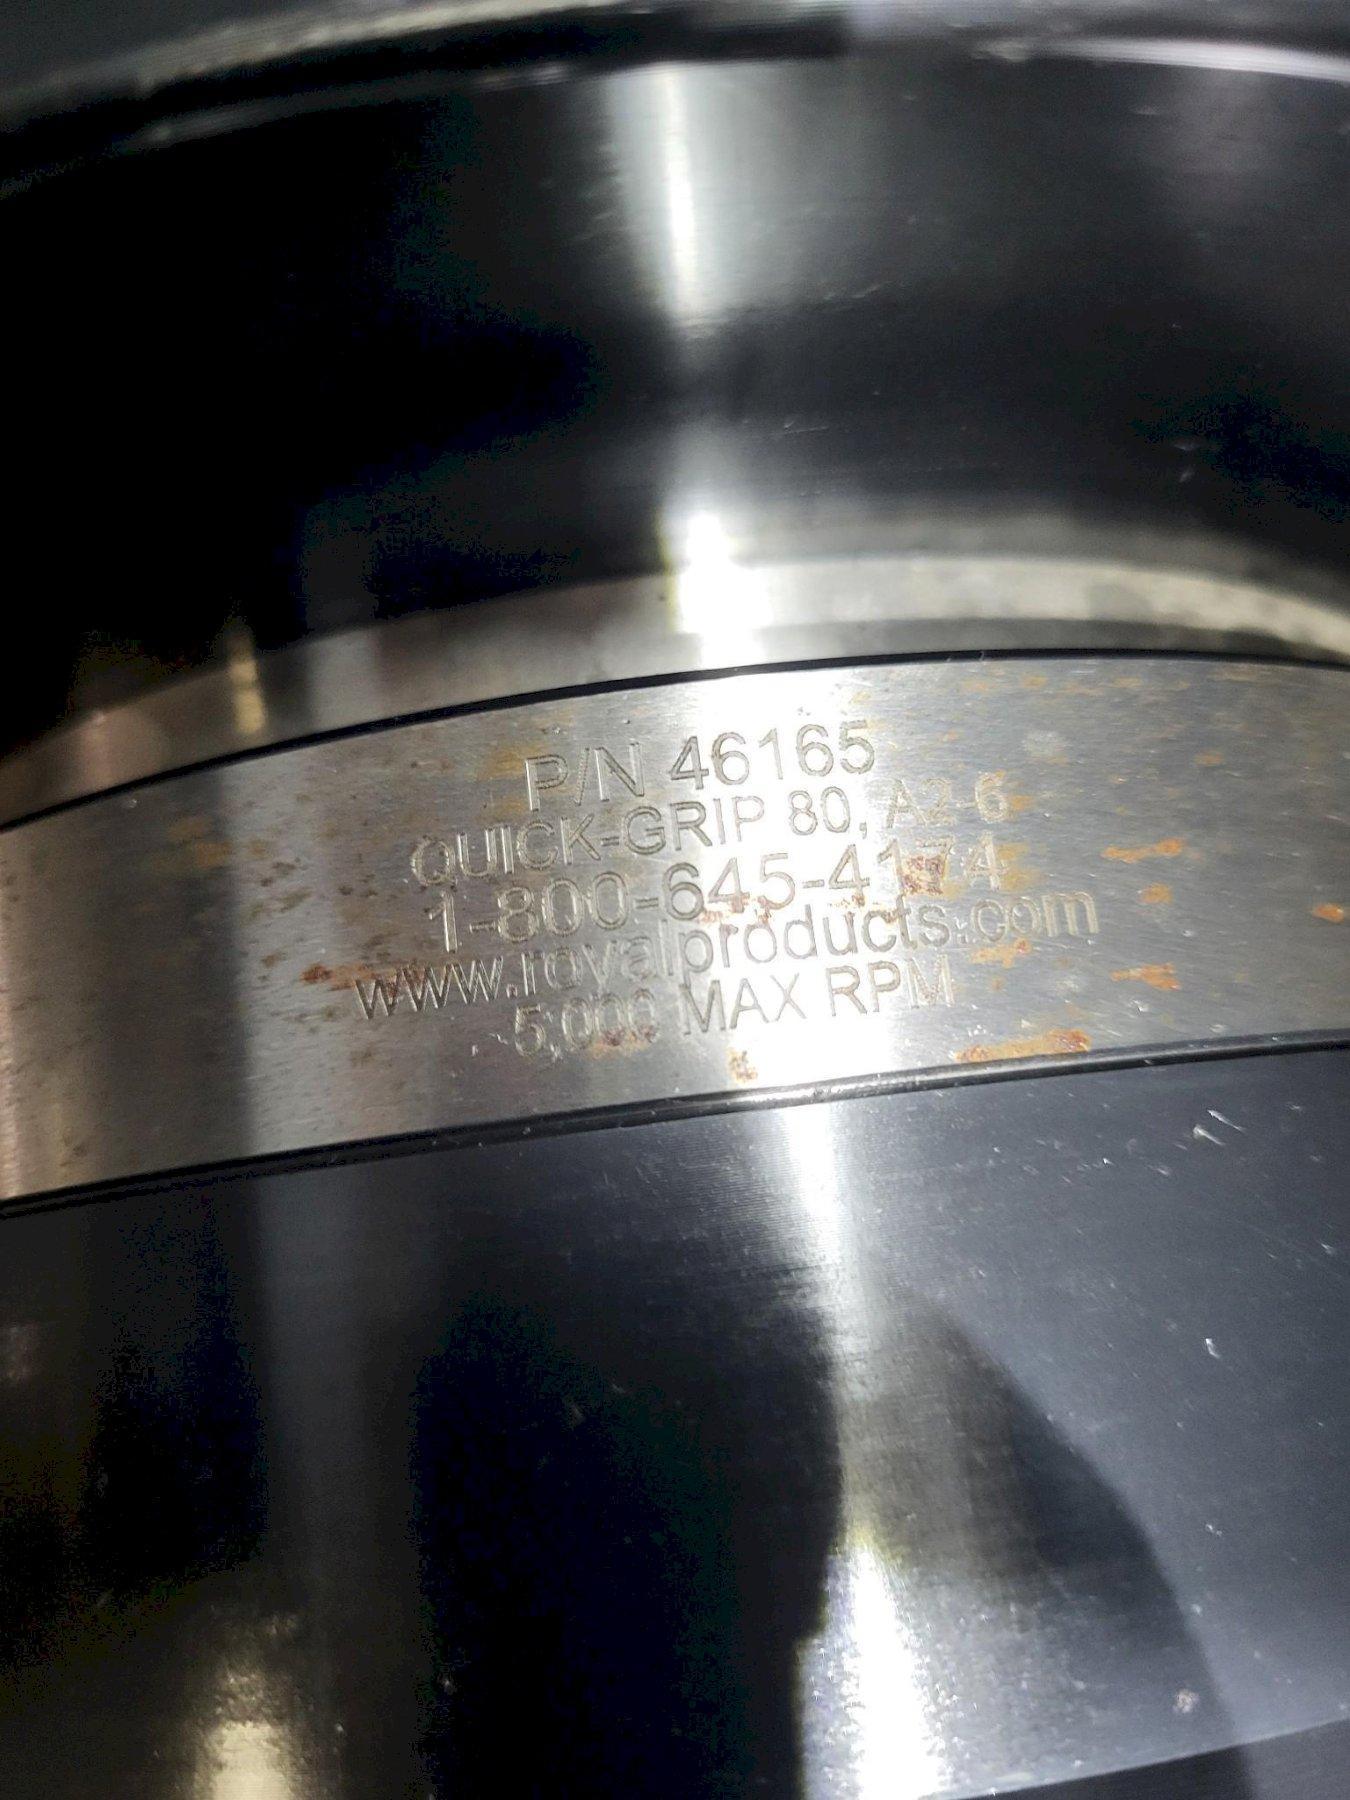 P/N 46165
QUICK-GRIP 80, A2-6
1-800-645-4174
www.royalproducts.com
5,000 MAX RPM